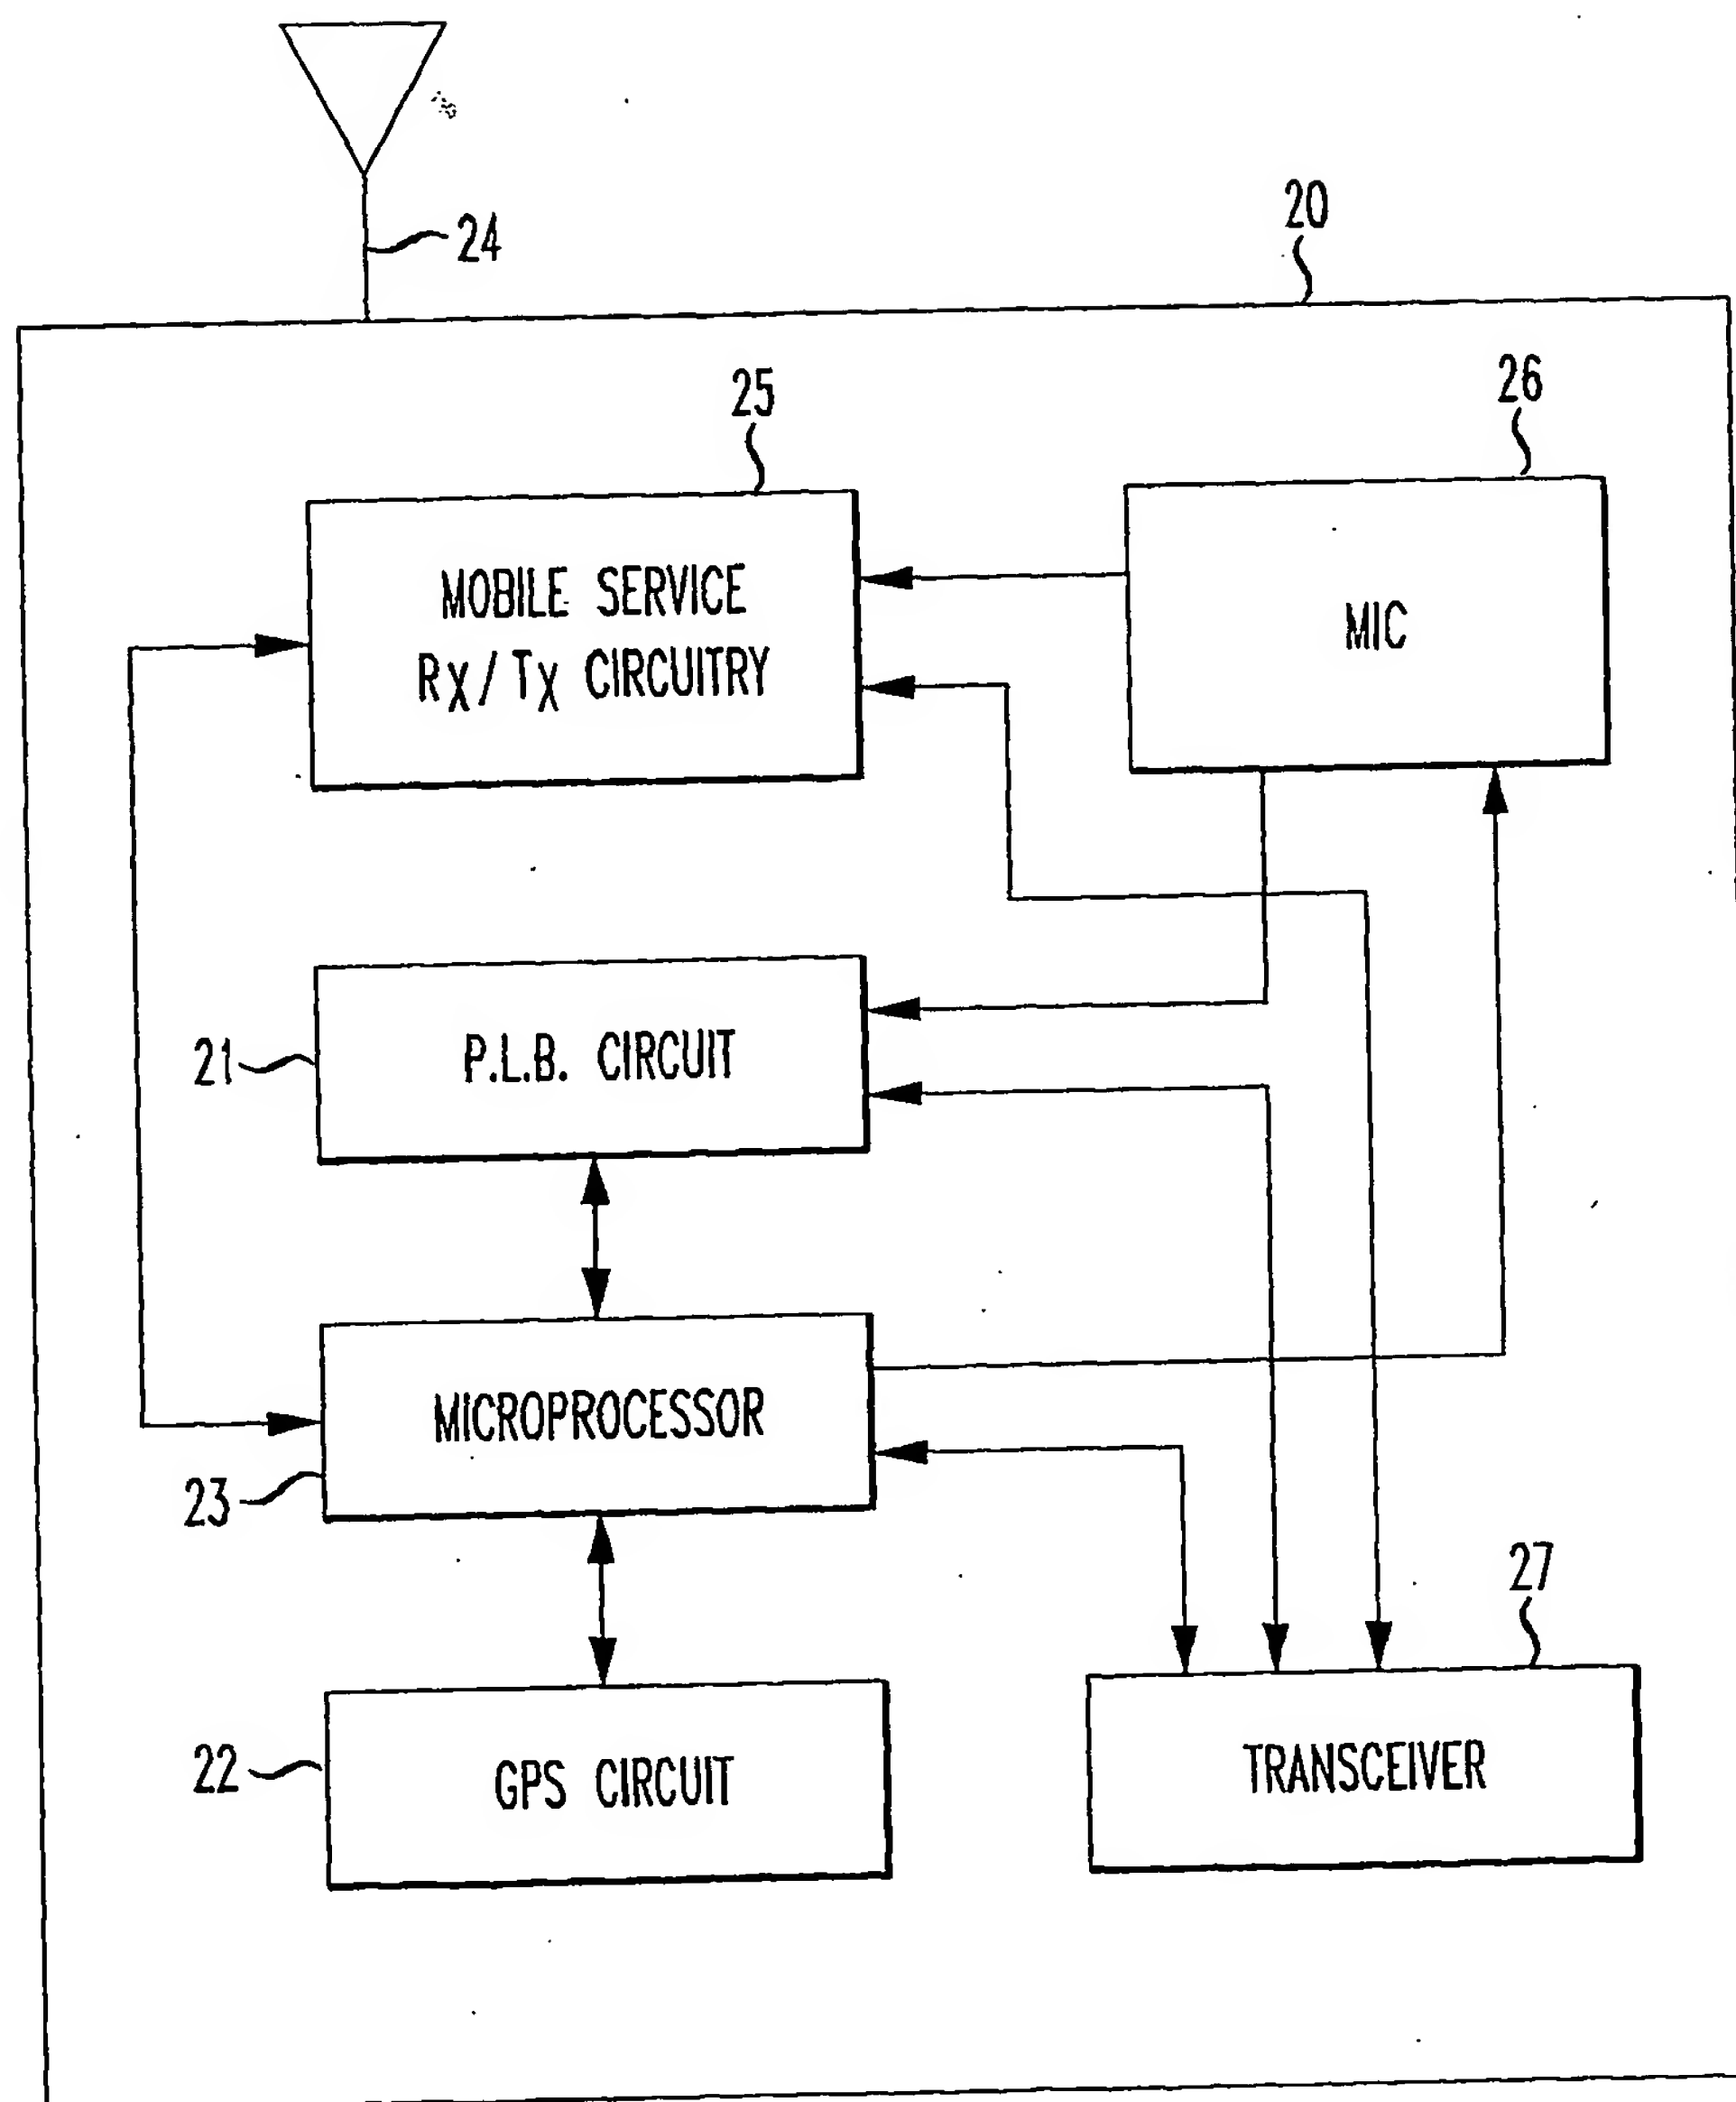 24
20
25
26
MOBILE SERVICE
RX/TX CIRCUITRY
MIC
21
P.L.B. CIRCUIT
MICROPROCESSOR
23
27
22
GPS CIRCUIT
TRANSCEIVER